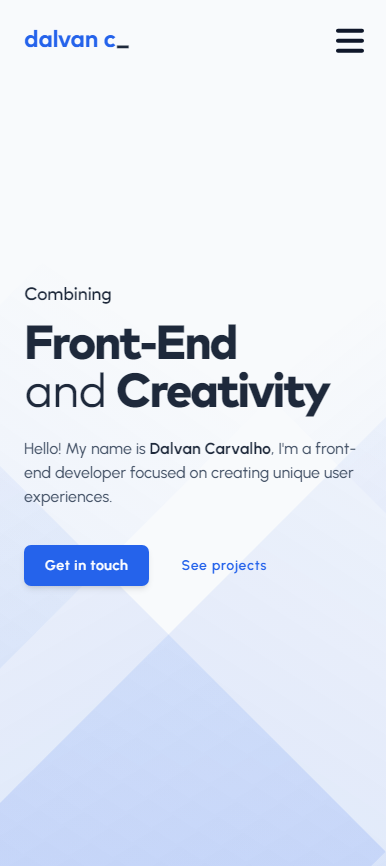 dalvan c_
Combining
Front-End
and Creativity
Hello! My name is Dalvan Carvalho, I'm a front-
end developer focused on creating unique user
experiences.
Get in touch
See projects